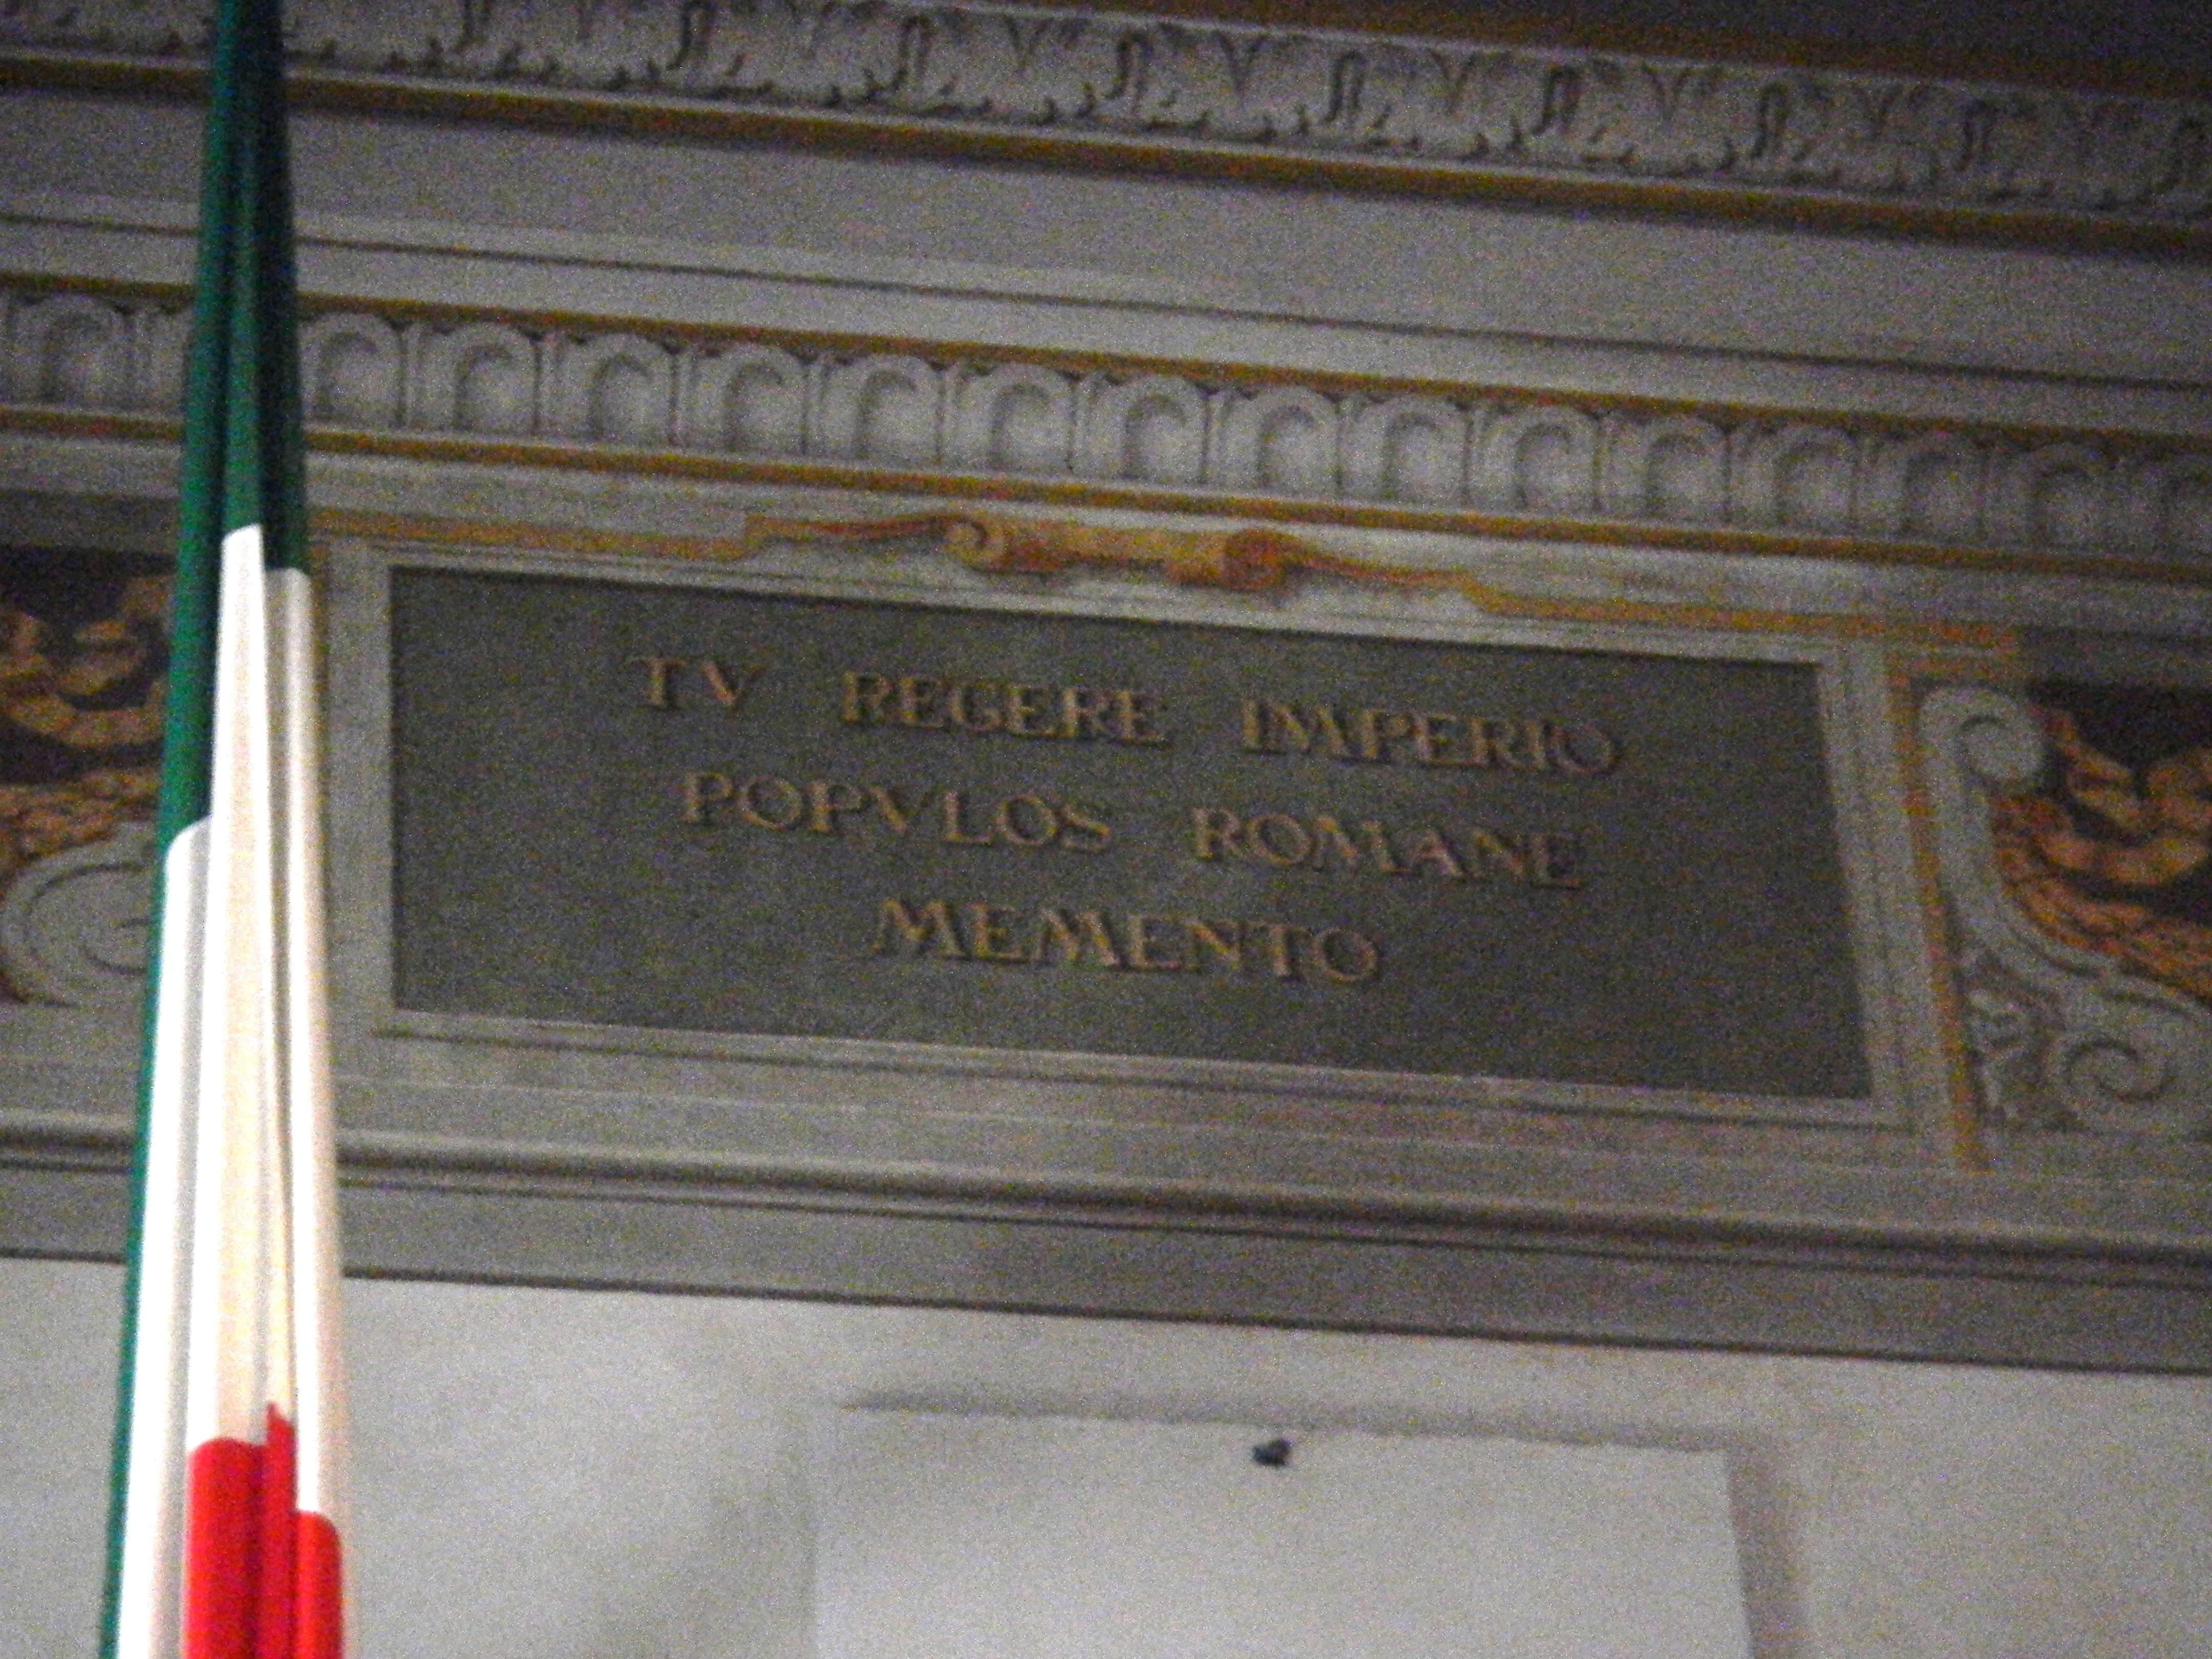 TV REGERE IMPERIO
POPVLOS ROMANE
MEMENTO